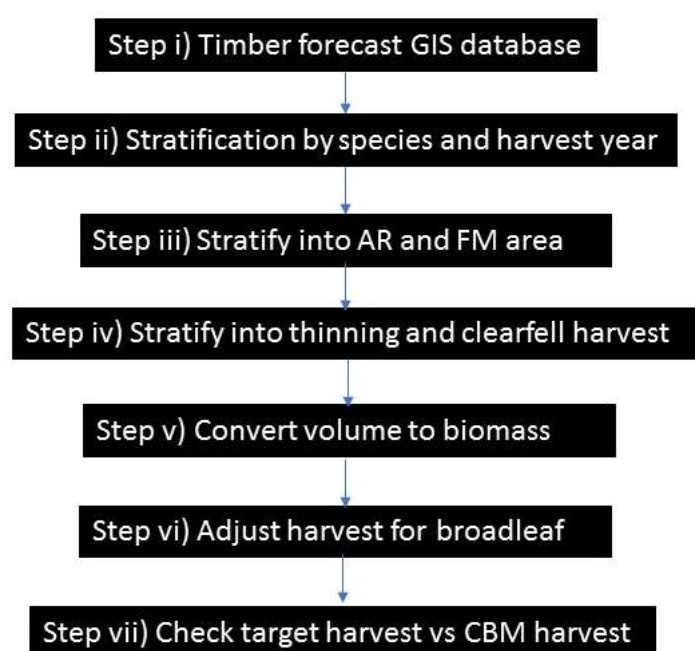 Step i) Timber forecast GIS database
Step ii) Stratification by species and harvest year
Step iii) Stratify into AR and FM area
Step iv) Stratify into thinning and clearfell harvest
Step v) Convert volume to biomass
Step vi) Adjust harvest for broadleaf
Step vii) Check target harvest vs CBM harvest